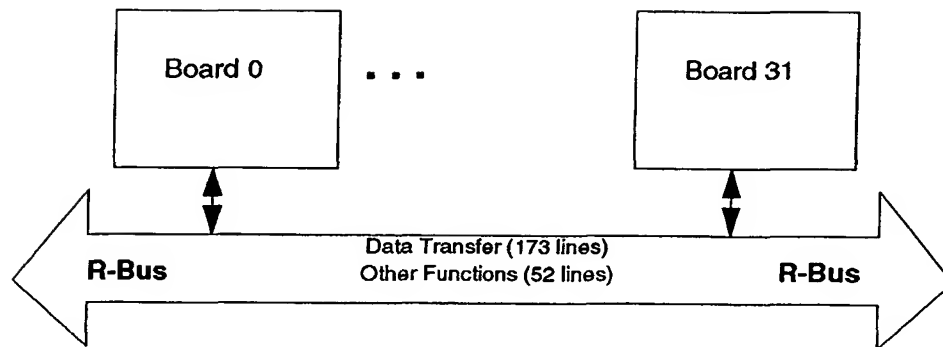 Board 0
. . .
Board 31
Data Transfer (173 lines)
R-Bus
Other Functions (52 lines)
R-Bus